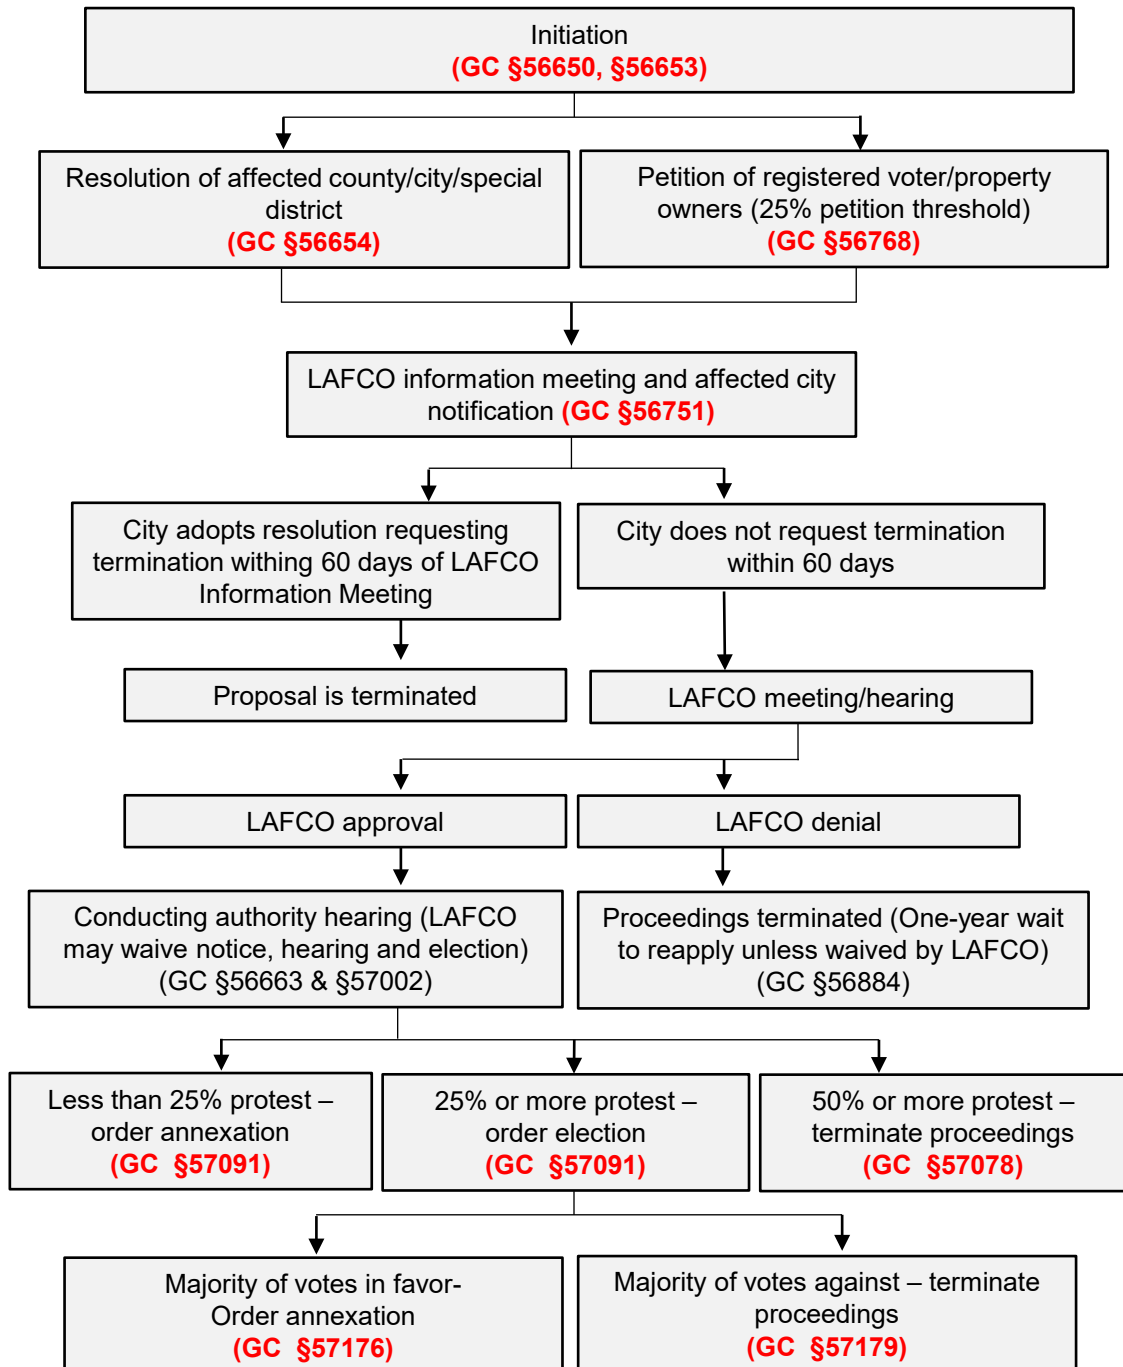 Initiation
(GC §56650, §56653)
Resolution of affected county/city/special
district
(GC §56654)
Petition of registered voter/property
owners (25% petition threshold)
(GC §56768)
LAFCO information meeting and affected city
notification (GC §56751)
City adopts resolution requesting
termination withing 60 days of LAFCO
Information Meeting
City does not request termination
within 60 days
Proposal is terminated
LAFCO meeting/hearing
LAFCO approval
LAFCO denial
Conducting authority hearing (LAFCO
may waive notice, hearing and election)
(GC §56663 & §57002)
Proceedings terminated (One-year wait
to reapply unless waived by LAFCO)
(GC §56884)
Less than 25% protest –
order annexation
(GC  §57091)
25% or more protest –
order election
(GC  §57091)
50% or more protest –
terminate proceedings
(GC  §57078)
Majority of votes in favor-
Order annexation
(GC  §57176)
Majority of votes against – terminate
proceedings
(GC  §57179)